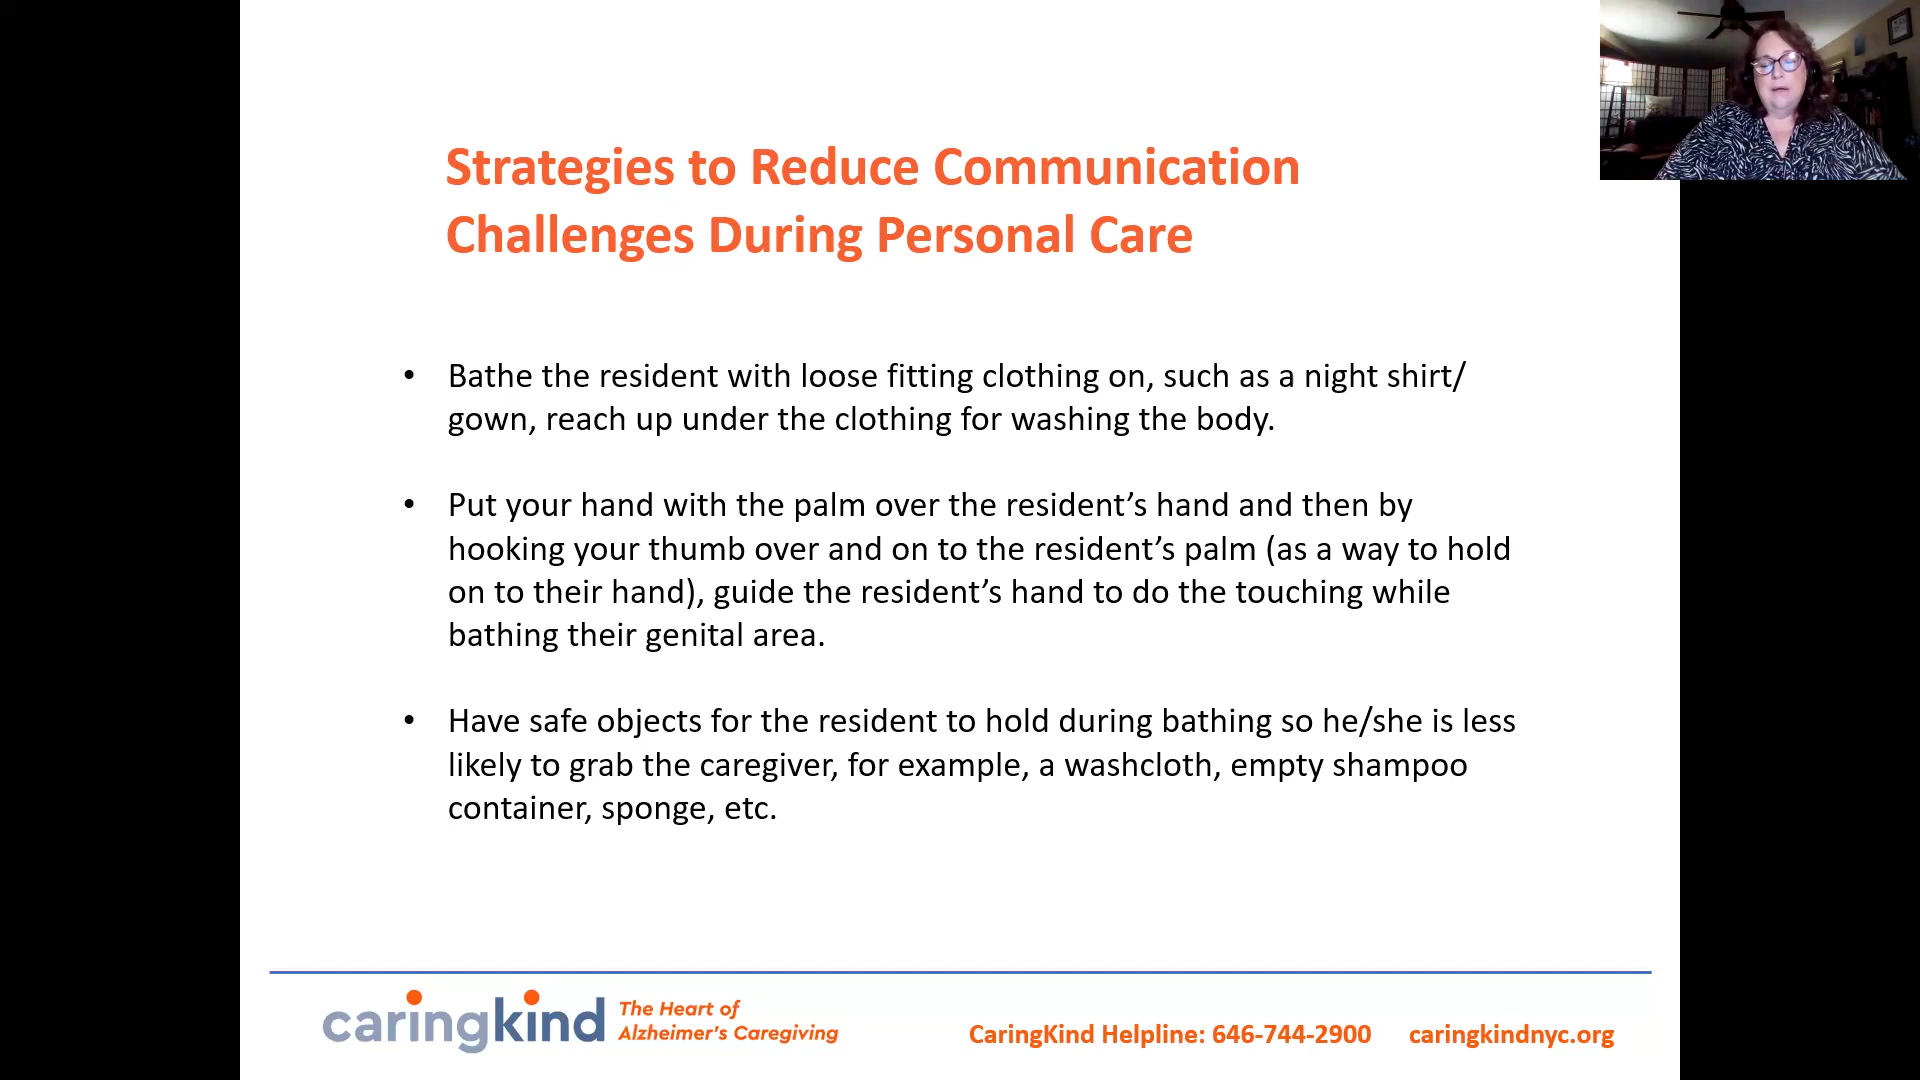 Strategies to Reduce Communication
Challenges During Personal Care
• Bathe the resident with loose fitting clothing on, such as a night shirt/
gown, reach up under the clothing for washing the body.
• Put your hand with the palm over the resident’s hand and then by
hooking your thumb over and on to the resident’s palm (as a way to hold
on to their hand), guide the resident’s hand to do the touching while
bathing their genital area.
• Have safe objects for the resident to hold during bathing so he/she is less
likely to grab the caregiver, for example, a washcloth, empty shampoo
container, sponge, etc.
caringkind
The Heart of
Alzheimer’s Caregiving
CaringKind Helpline: 646-744-2900 caringkindnyc.org